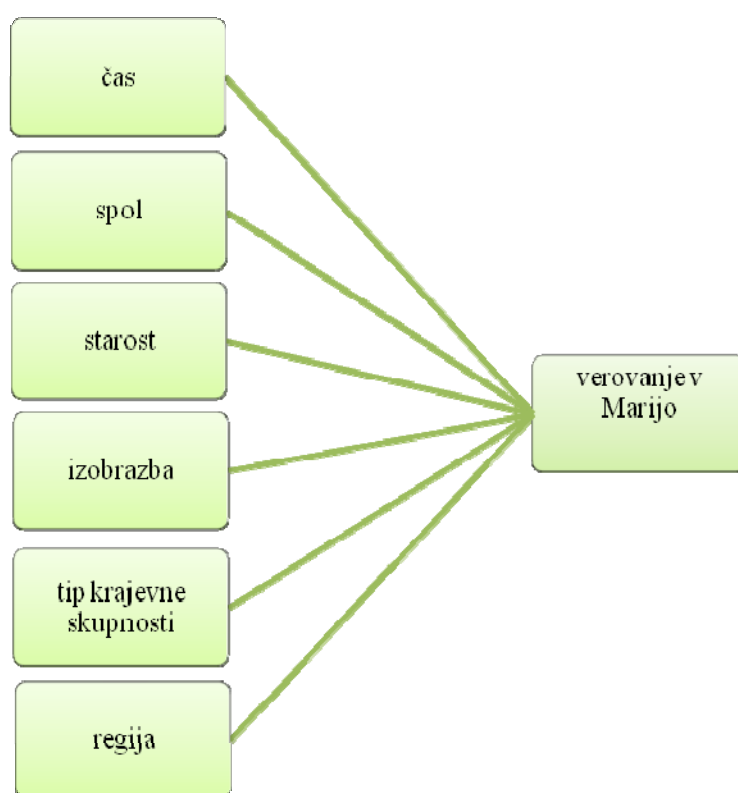 čas
spol
starost
izobrazba
tip krajevne
skupnosti
regija
verovanje v
Marijo